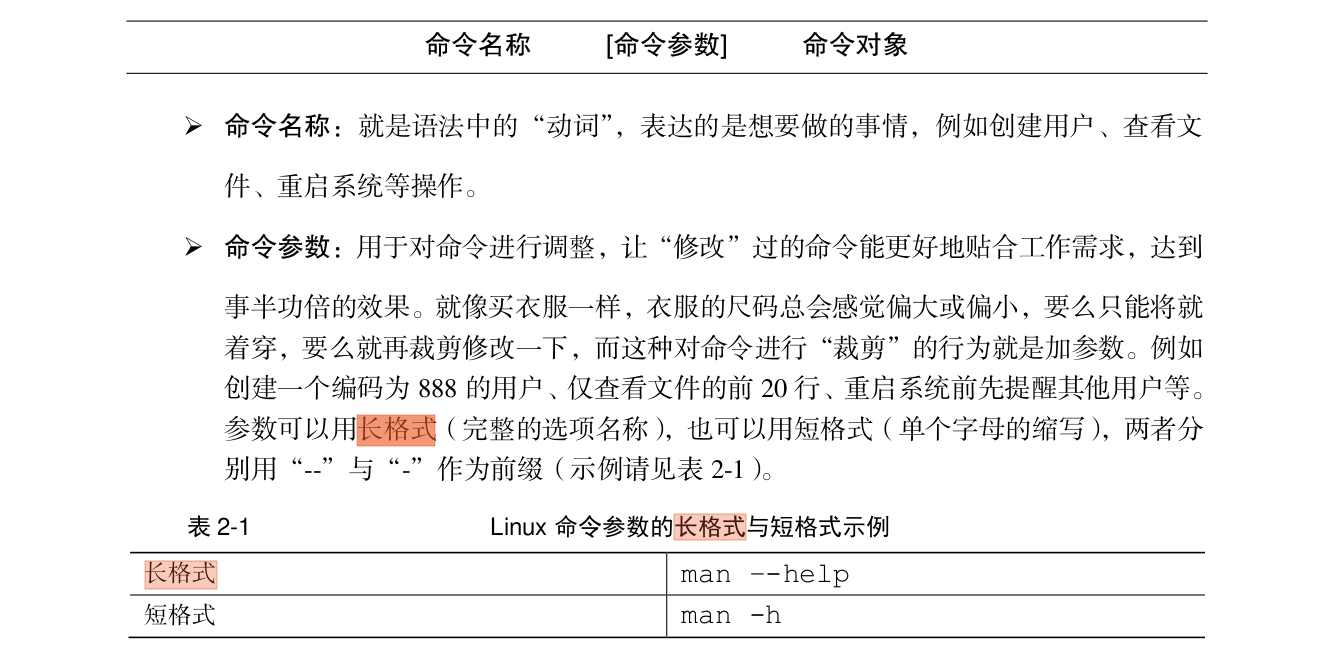 命令名称 [命令参数] 命令对象
➢ 命令名称：就是语法中的“动词”，表达的是想要做的事情，例如创建用户、查看文
件、重启系统等操作。
➢ 命令参数：用于对命令进行调整，让“修改”过的命令能更好地贴合工作需求，达到
事半功倍的效果。就像买衣服一样，衣服的尺码总会感觉偏大或偏小，要么只能将就
着穿，要么就再裁剪修改一下，而这种对命令进行“裁剪”的行为就是加参数。例如
创建一个编码为 888 的用户、仅查看文件的前 20 行、重启系统前先提醒其他用户等。
参数可以用长格式（完整的选项名称），也可以用短格式（单个字母的缩写），两者分
别用“--”与“-”作为前缀（示例请见表 2-1）。
表 2-1 Linux 命令参数的长格式与短格式示例
长格式 man --help
短格式 man -h